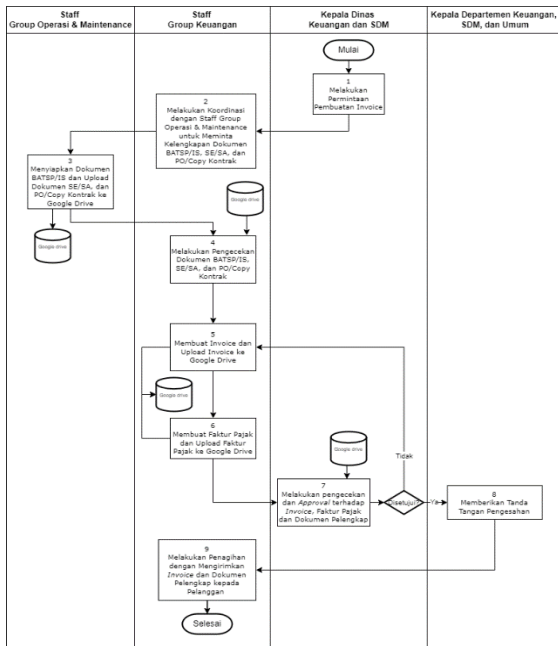 Staff
Group Operasi & Maintenance
Staff
Group Keuangan
Kepala Dinas
Keuangan dan SDM
Kepala Departemen Keuangan,
SDM, dan Umum
Mulai
1
Melakukan
Permintaan
Pembuatan Invoice
2
Melakukan Koordinasi
dengan Staff Group
Operasi & Maintenance
untuk Meminta
Kelengkapan Dokumen
BATSP/IS, SE/SA, dan
PO/Copy Kontrak
3
Menyiapkan Dokumen
BATSP/IS dan Upload
Dokumen SE/SA, dan
PO/Copy Kontrak ke
Google Drive
Google drive
Google drive
4
Melakukan Pengecekan
Dokumen BATSP/IS,
SE/SA, dan PO/Copy
Kontrak
5
Membuat Invoice dan
Upload Invoice ke
Google Drive
Google drive
6
Membuat Faktur Pajak
dan Upload Faktur
Pajak ke Google Drive
Google drive
7
Melakukan pengecekan
dan Approval terhadap
Invoice, Faktur Pajak
dan Dokumen Pelengkap
Disetujui?
Tidak
Ya
8
Memberikan Tanda
Tangan Pengesahan
9
Melakukan Penagihan
dengan Mengirimkan
Invoice dan Dokumen
Pelengkap kepada
Pelanggan
Selesai